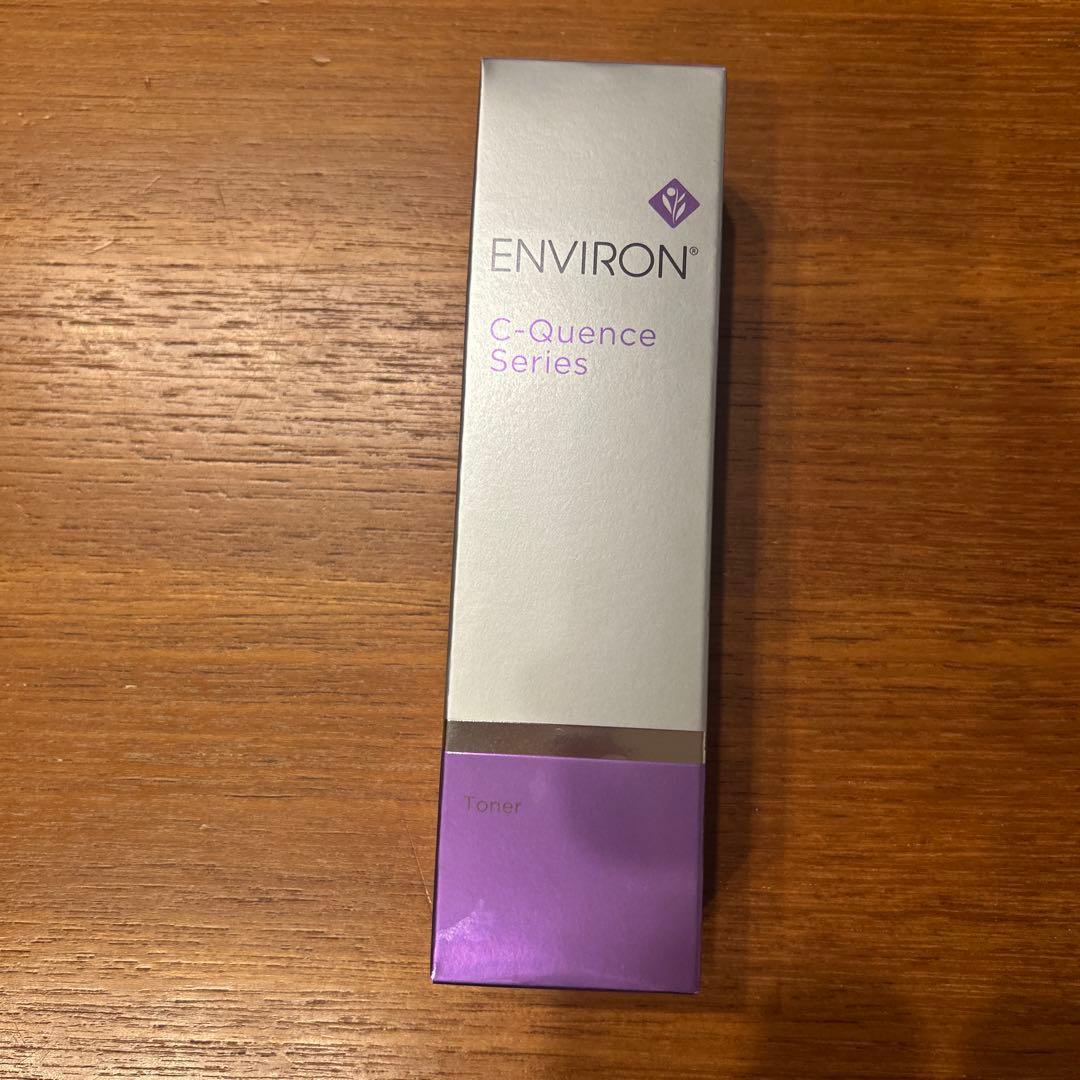 ENVIRON®
C-Quence
Series
Toner